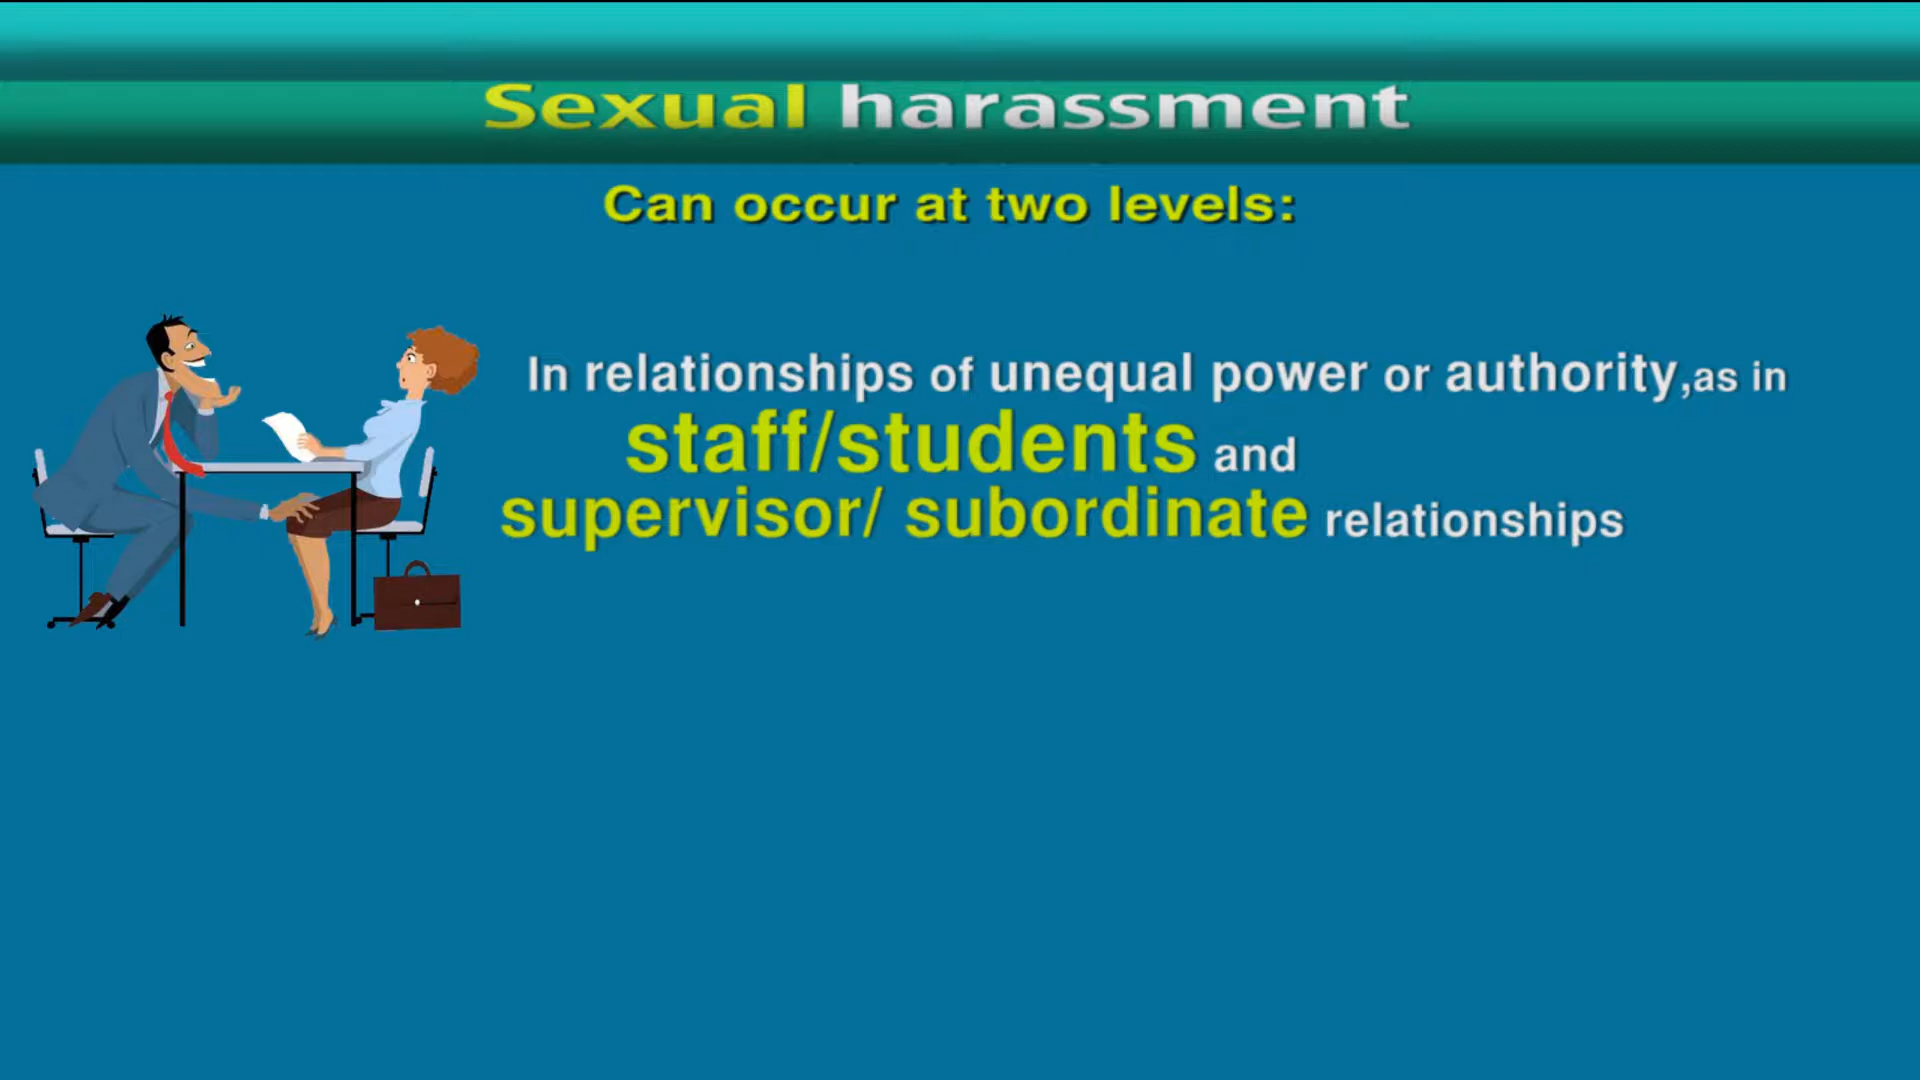 Sexual harassment
Can occur at two levels:
In relationships of unequal power or authority,as in
staff/students and
supervisor/ subordinate relationships